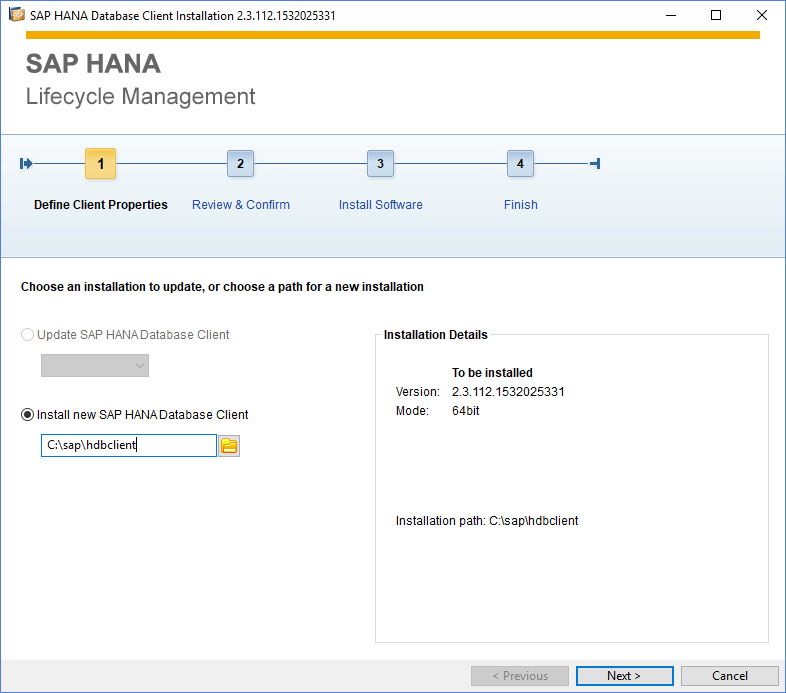 SAP HANA Database Client Installation 2.3.112.1532025331
SAP HANA
Lifecycle Management
1
2
3
4
Define Client Properties
Review & Confirm
Install Software
Finish
Choose an installation to update, or choose a path for a new installation
Update SAP HANA Database Client
Install new SAP HANA Database Client
C:\sap\hdbclient
Installation Details
To be installed
Version: 2.3.112.1532025331
Mode: 64bit
Installation path: C:\sap\hdbclient
< Previous
Next >
Cancel